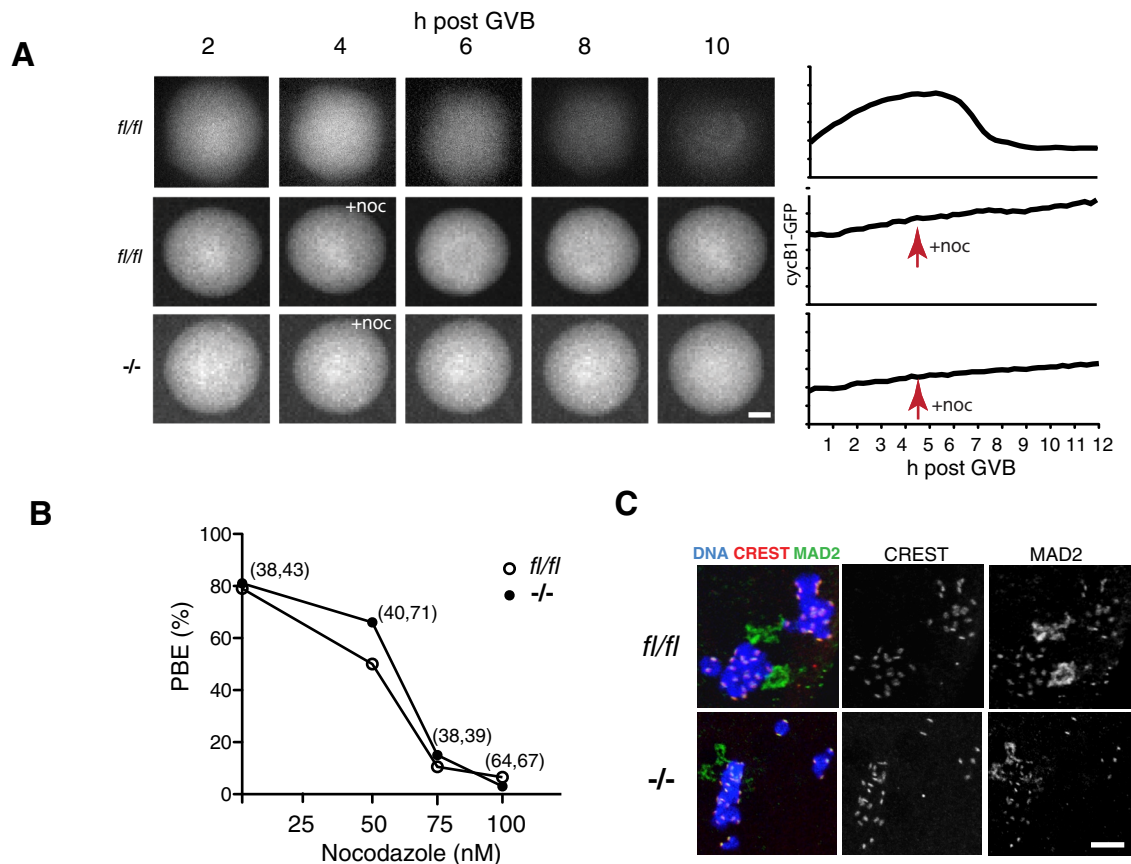 A
h post GVB
2 4 6 8 10
fl/fl
fl/fl
+noc
-/-
+noc
cycB1-GFP
+noc
+noc
1 2 3 4 5 6 7 8 9 10 11 12
h post GVB
B
100
80
60
40
20
0
PBE (%)
(38,43)
(40,71)
(38,39)
(64,67)
fl/fl
-/-
25 50 75 100
Nocodazole (nM)
C
DNA CREST MAD2 CREST MAD2
fl/fl
-/-